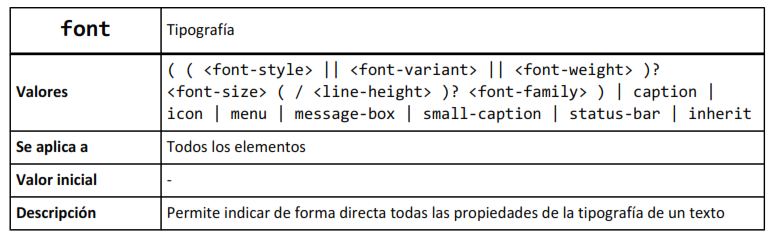 font Tipografía
Valores ( ( <font-style> || <font-variant> || <font-weight> )?
<font-size> ( / <line-height> )? <font-family> ) | caption |
icon | menu | message-box | small-caption | status-bar | inherit
Se aplica a Todos los elementos
Valor inicial -
Descripción Permite indicar de forma directa todas las propiedades de la tipografía de un texto